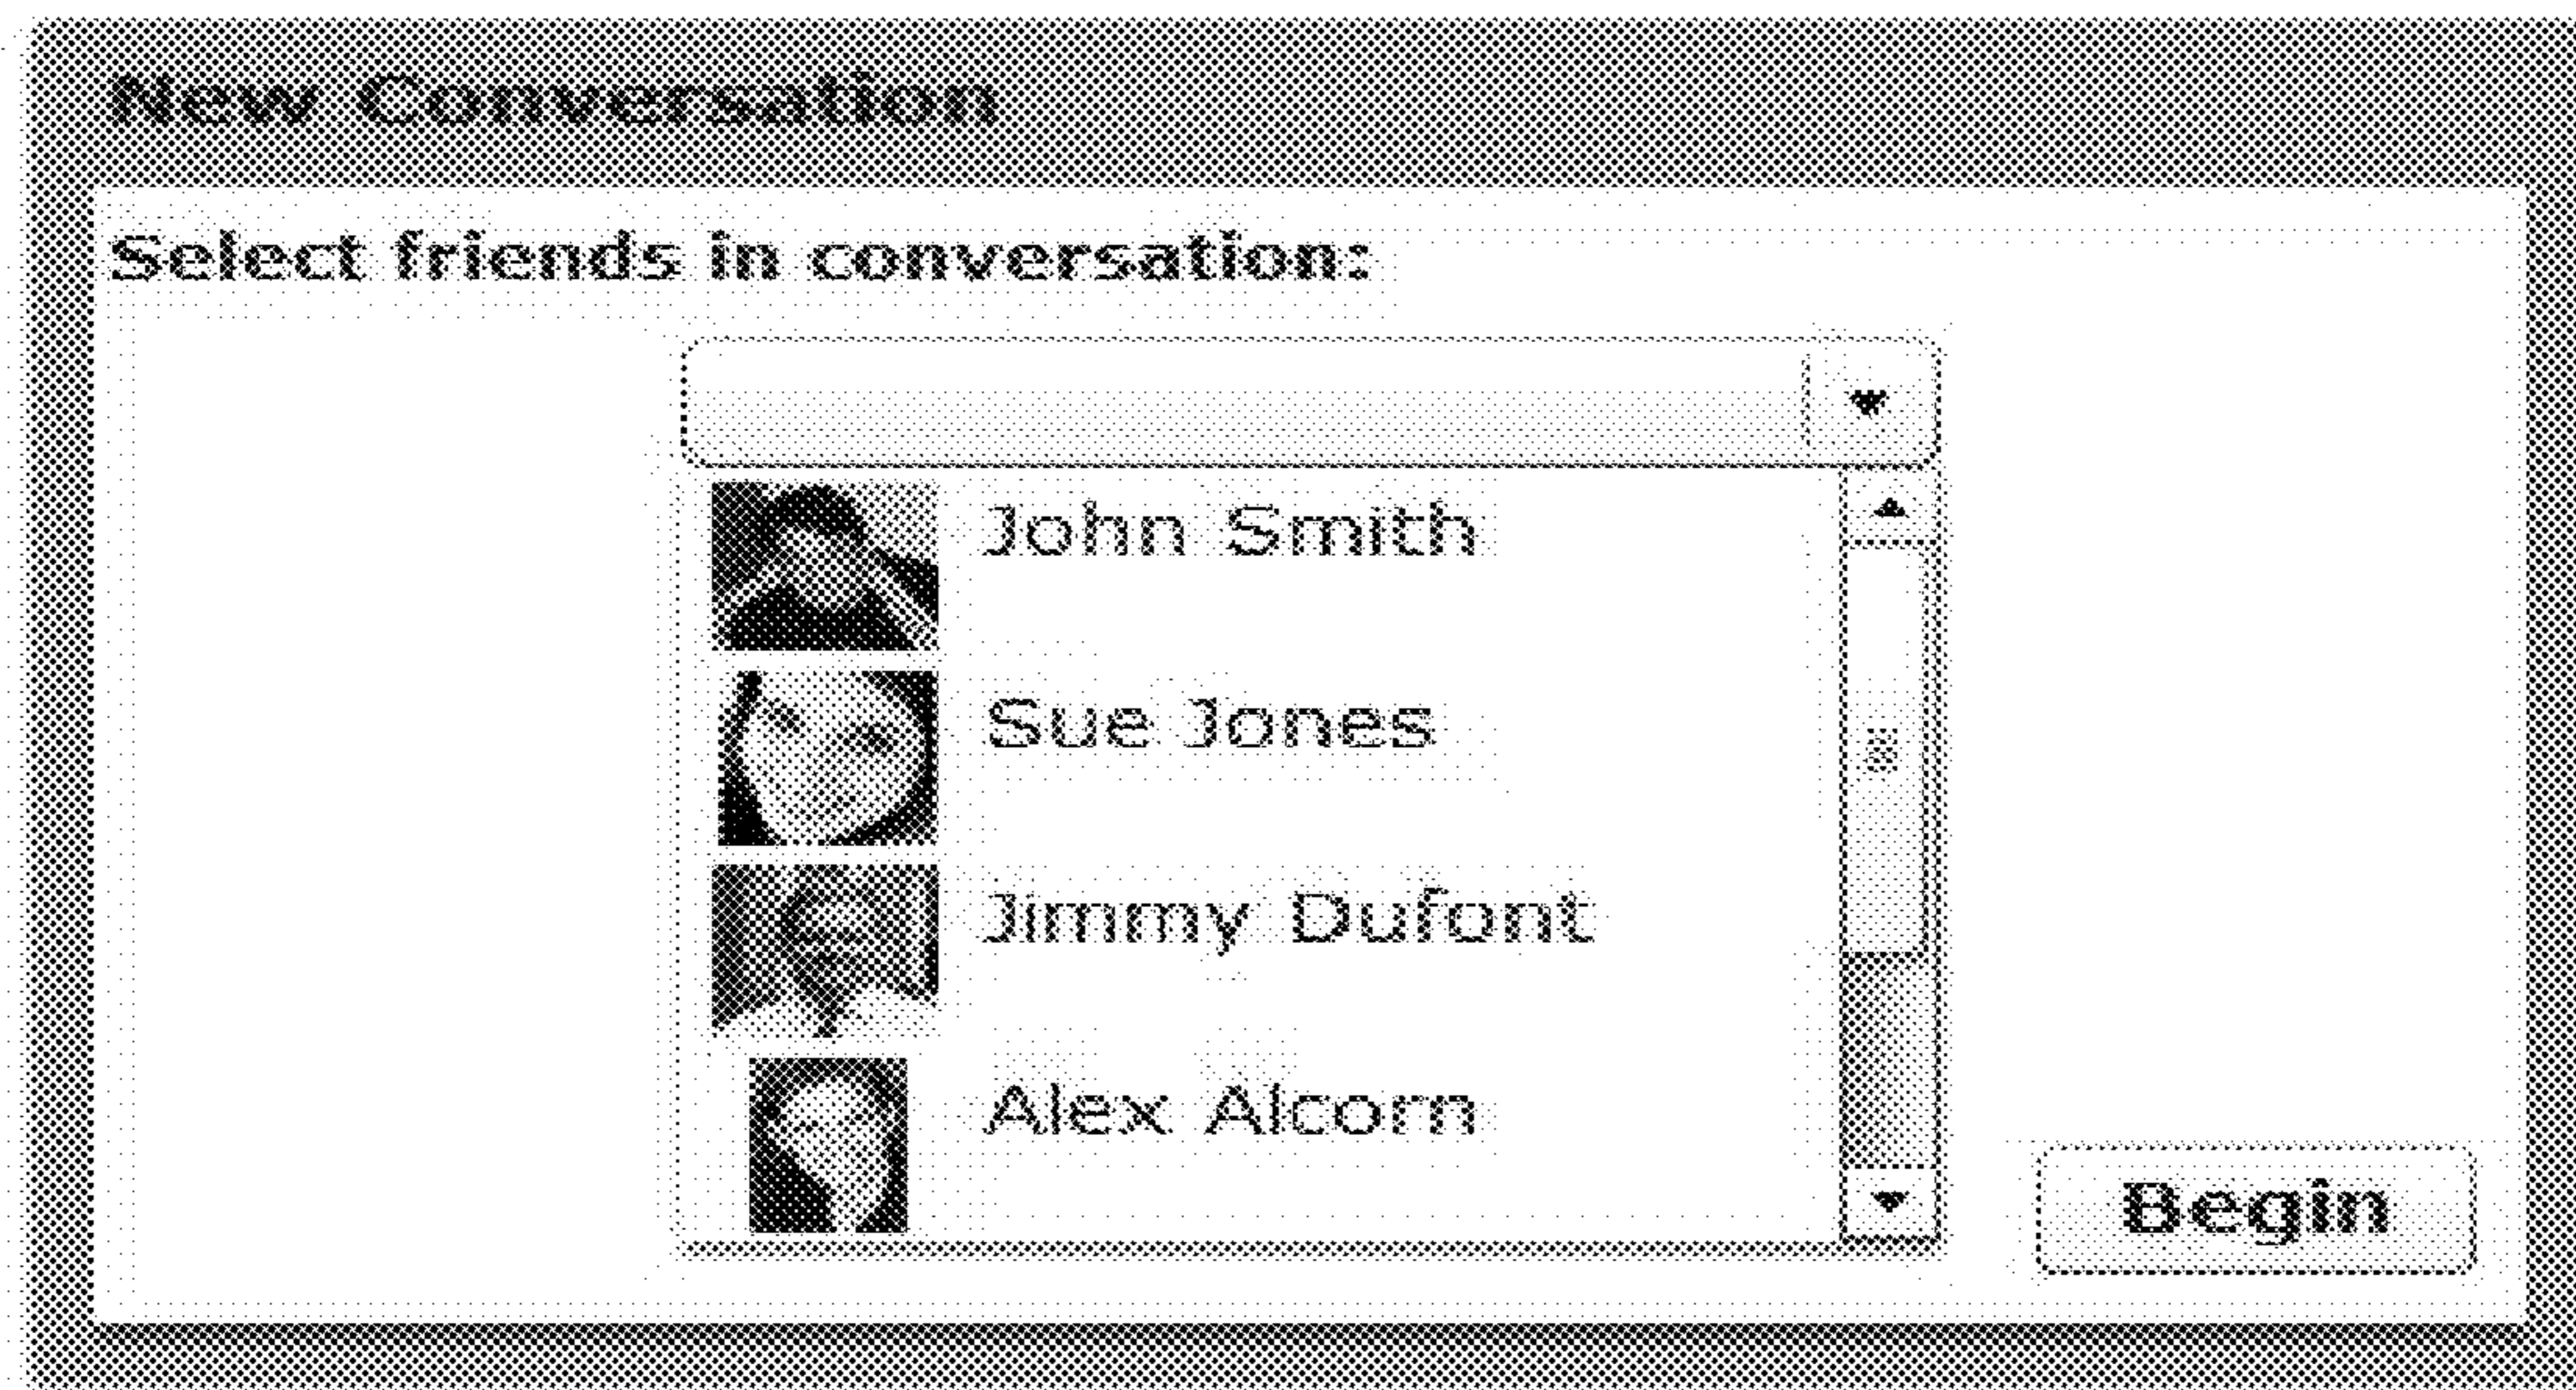 New Conversation
Select friends in conversation:
John Smith
Sue Jones
Jimmy Dufont
Alex Alcorn
Begin